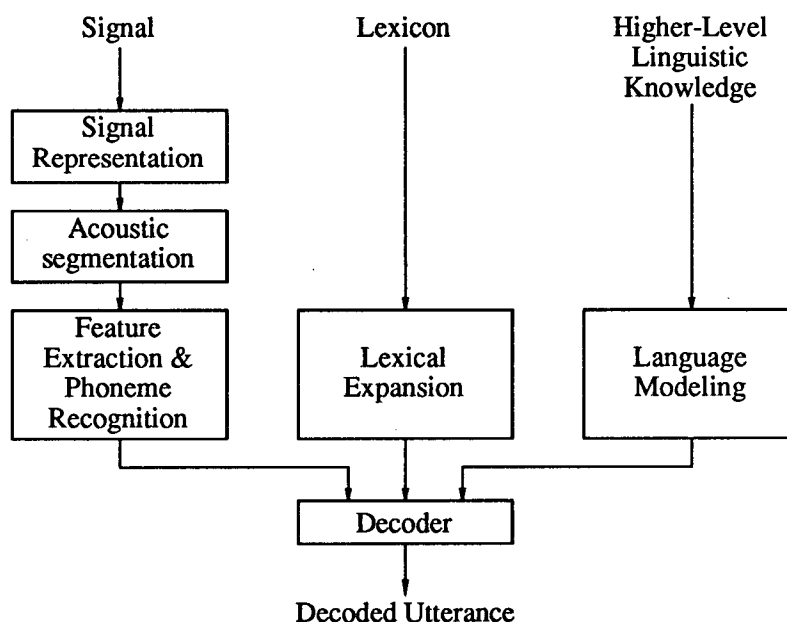 Signal
Lexicon
Higher-Level
Linguistic
Knowledge
Signal
Representation
Acoustic
segmentation
Feature
Extraction &
Phoneme
Recognition
Lexical
Expansion
Language
Modeling
Decoder
Decoded Utterance